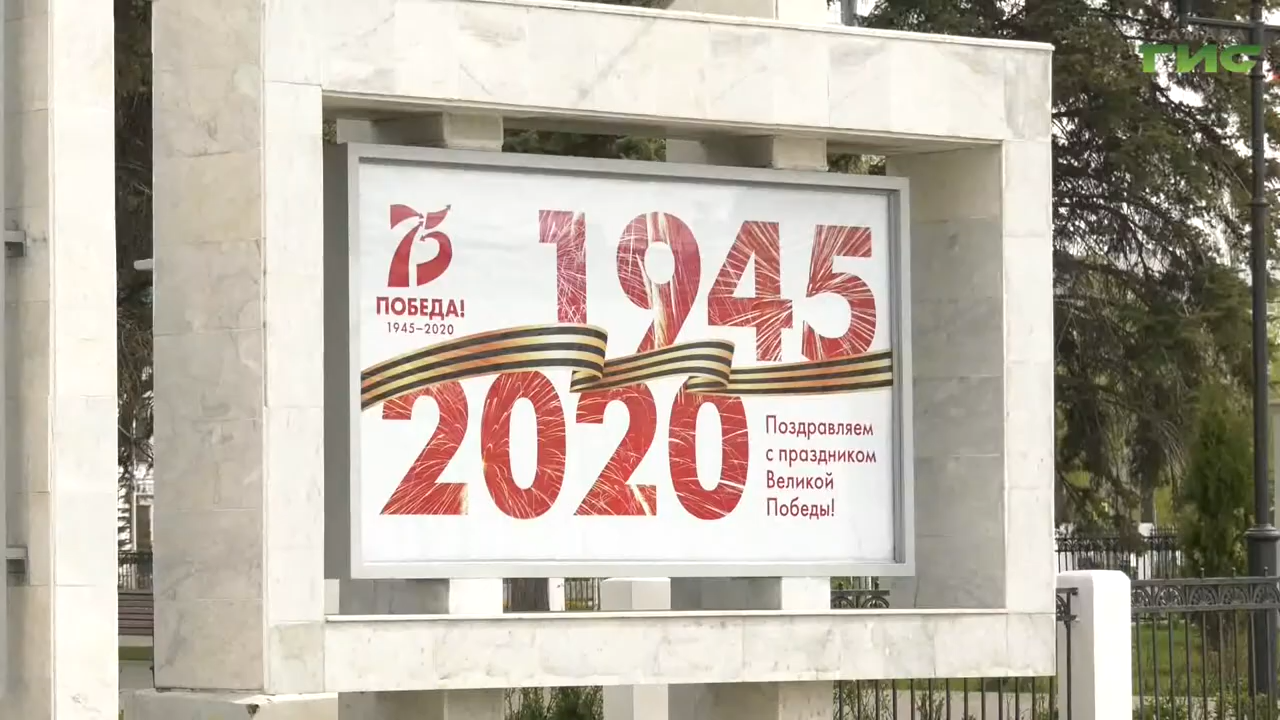 ГИС
75
ПОБЕДА!
1945–2020
1945
2020
Поздравляем
с праздником
Великой
Победы!